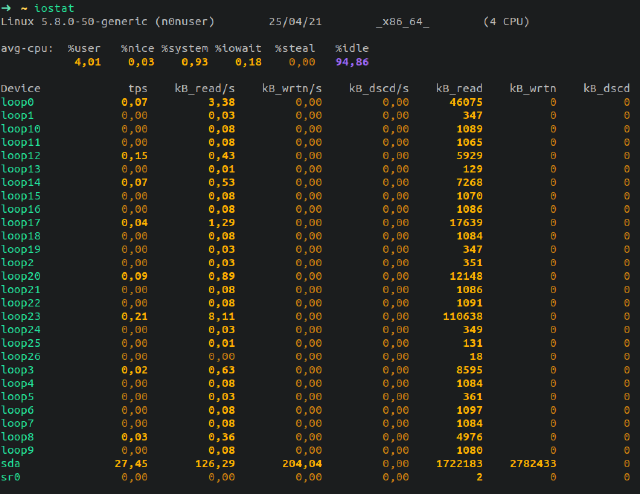 ➜ ~ iostat
Linux 5.8.0-50-generic (n0nuser) 25/04/21 _x86_64_ (4 CPU)
avg-cpu: %user %nice %system %iowait %steal %idle
4,01 0,03 0,93 0,18 0,00 94,86
Device tps kB_read/s kB_wrtn/s kB_dscd/s kB_read kB_wrtn kB_dscd
loop0 0,07 3,38 0,00 0,00 46075 0 0
loop1 0,00 0,03 0,00 0,00 347 0 0
loop10 0,00 0,08 0,00 0,00 1089 0 0
loop11 0,00 0,08 0,00 0,00 1065 0 0
loop12 0,15 0,43 0,00 0,00 5929 0 0
loop13 0,00 0,01 0,00 0,00 129 0 0
loop14 0,07 0,53 0,00 0,00 7268 0 0
loop15 0,00 0,08 0,00 0,00 1070 0 0
loop16 0,00 0,08 0,00 0,00 1086 0 0
loop17 0,04 1,29 0,00 0,00 17639 0 0
loop18 0,00 0,08 0,00 0,00 1084 0 0
loop19 0,00 0,03 0,00 0,00 347 0 0
loop2 0,00 0,03 0,00 0,00 351 0 0
loop20 0,09 0,89 0,00 0,00 12148 0 0
loop21 0,00 0,08 0,00 0,00 1086 0 0
loop22 0,00 0,08 0,00 0,00 1091 0 0
loop23 0,21 8,11 0,00 0,00 110638 0 0
loop24 0,00 0,03 0,00 0,00 349 0 0
loop25 0,00 0,01 0,00 0,00 131 0 0
loop26 0,00 0,00 0,00 0,00 18 0 0
loop3 0,02 0,63 0,00 0,00 8595 0 0
loop4 0,00 0,08 0,00 0,00 1084 0 0
loop5 0,00 0,03 0,00 0,00 361 0 0
loop6 0,00 0,08 0,00 0,00 1097 0 0
loop7 0,00 0,08 0,00 0,00 1084 0 0
loop8 0,03 0,36 0,00 0,00 4976 0 0
loop9 0,00 0,08 0,00 0,00 1080 0 0
sda 27,45 126,29 204,04 0,00 1722183 2782433 0
sr0 0,00 0,00 0,00 0,00 2 0 0